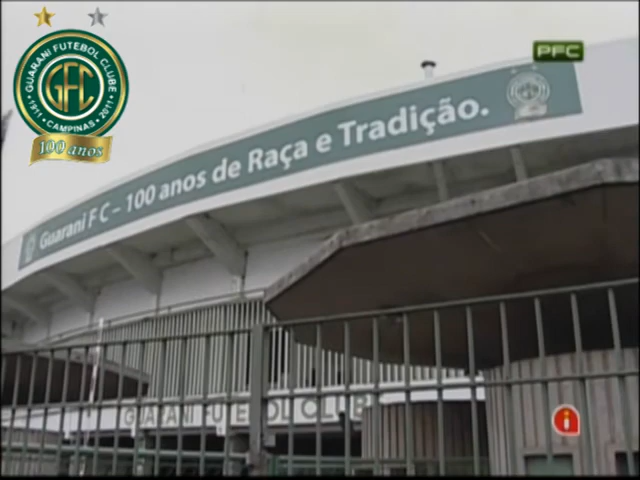 GUARANI FUTEBOL CLUBE
GFC
1911 CAMPINAS 2011
100 anos
PFC
Guarani F C – 100 anos de Raça e Tradição.
GUARANI FUTEBOL CLUBE
i